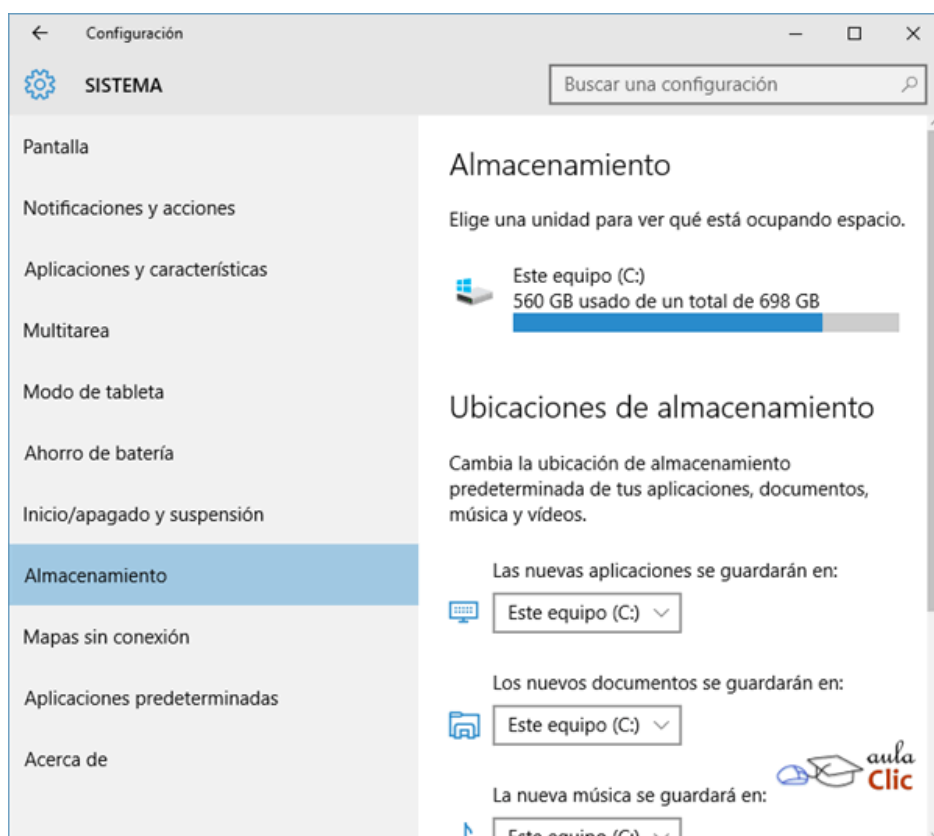 Configuración
SISTEMA
Buscar una configuración
Pantalla
Notificaciones y acciones
Aplicaciones y características
Multitarea
Modo de tableta
Ahorro de batería
Inicio/apagado y suspensión
Almacenamiento
Mapas sin conexión
Aplicaciones predeterminadas
Acerca de
Almacenamiento
Elige una unidad para ver qué está ocupando espacio.
Este equipo (C:)
560 GB usado de un total de 698 GB
Ubicaciones de almacenamiento
Cambia la ubicación de almacenamiento
predeterminada de tus aplicaciones, documentos,
música y vídeos.
Las nuevas aplicaciones se guardarán en:
Este equipo (C:)
Los nuevos documentos se guardarán en:
Este equipo (C:)
La nueva música se guardará en:
Este equipo (C:)
aula
Clic